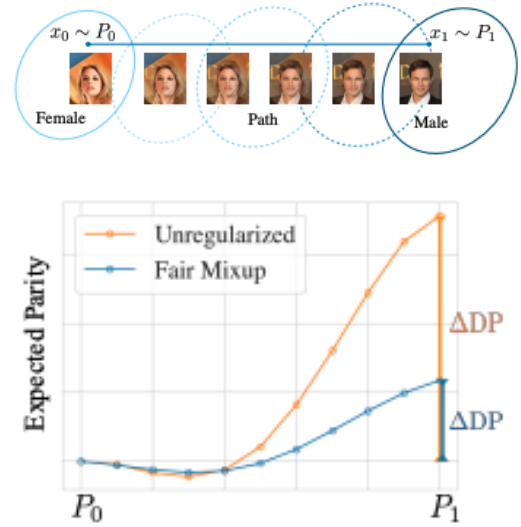 x₀ ~ P₀
x₁ ~ P₁
Female
Path
Male
Unregularized
Fair Mixup
Expected Parity
ΔDP
ΔDP
P₀
P₁